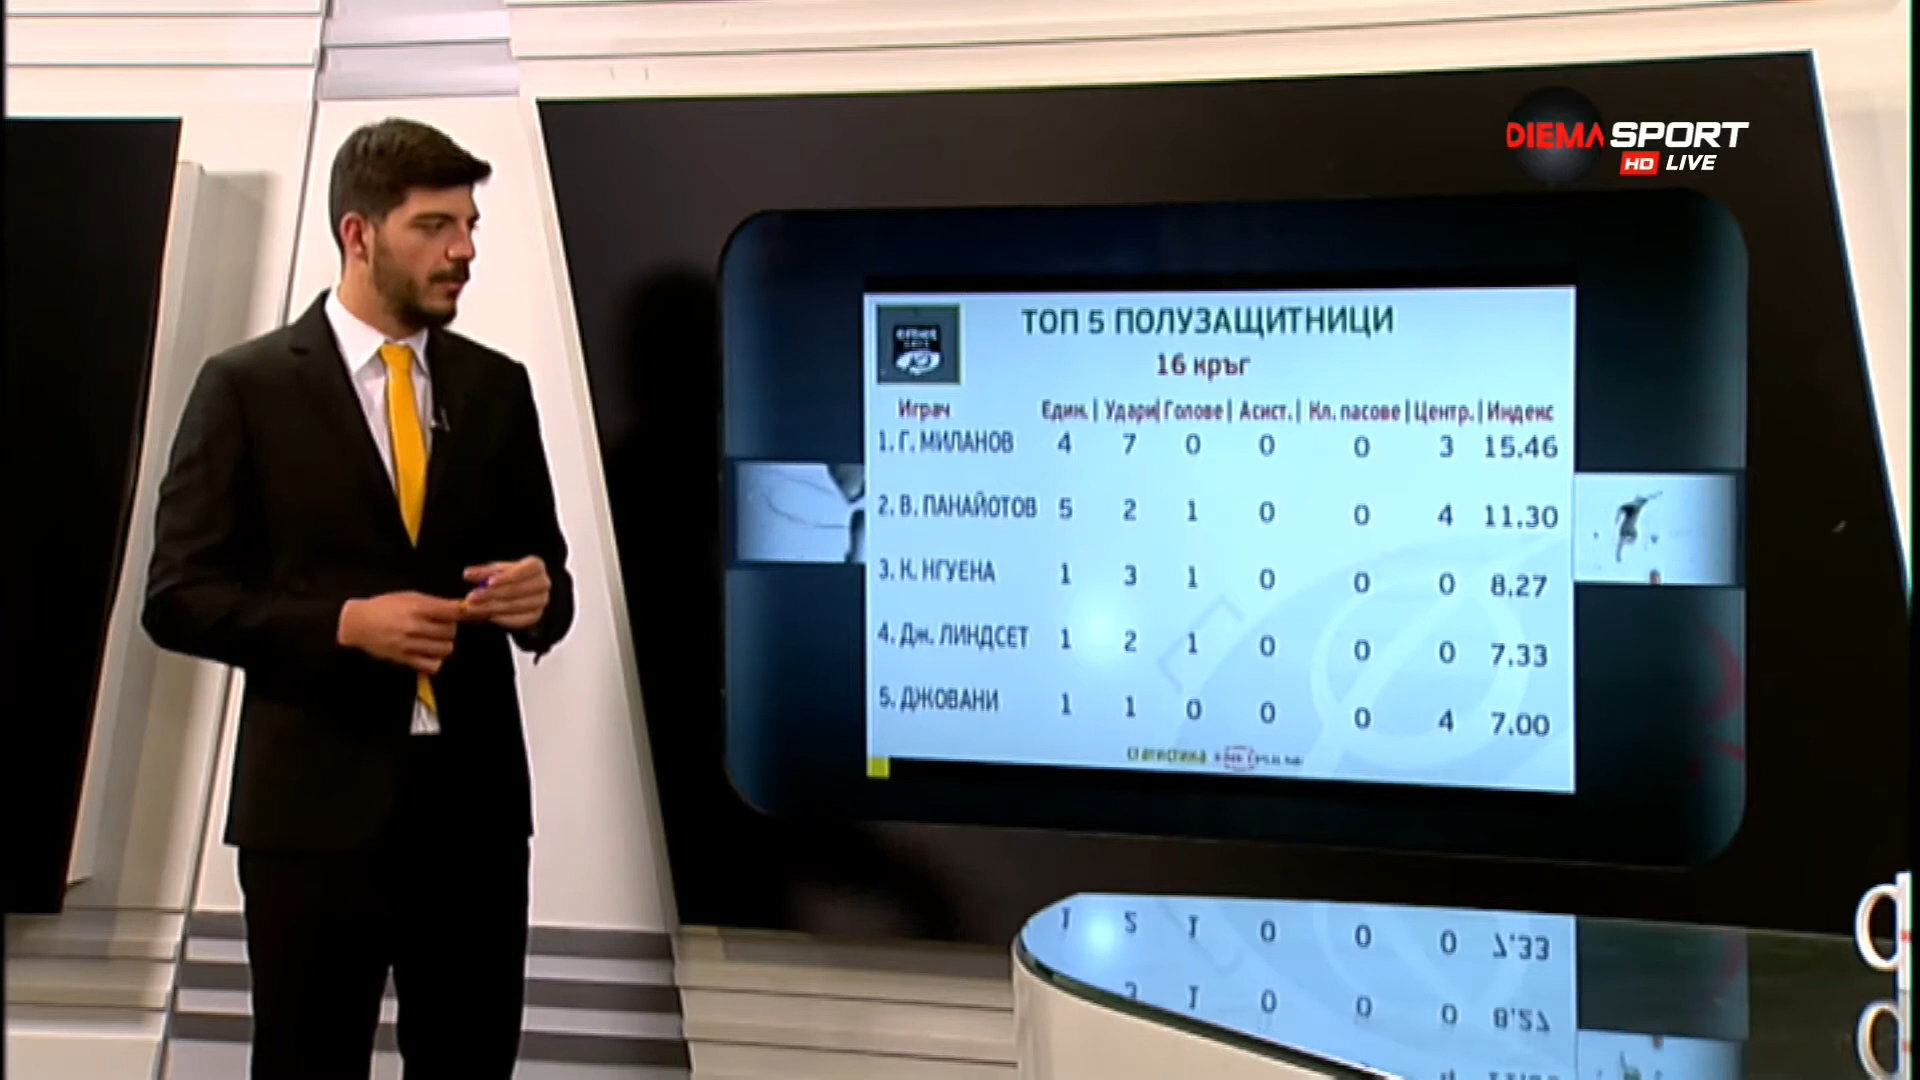 DIEMA SPORT
HD LIVE
ТОП 5 ПОЛУЗАЩИТНИЦИ
16 кръг
Играч Един. | Удари | Голове | Асист. | Кл. пасове | Центр. | Индекс
1. Г. МИЛАНОВ 4 7 0 0 0 3 15.46
2. В. ПАНАЙОТОВ 5 2 1 0 0 4 11.30
3. К. НГУЕНА 1 3 1 0 0 0 8.27
4. Дж. ЛИНДСЕТ 1 2 1 0 0 0 7.33
5. ДЖОВАНИ 1 1 0 0 0 4 7.00
статистика